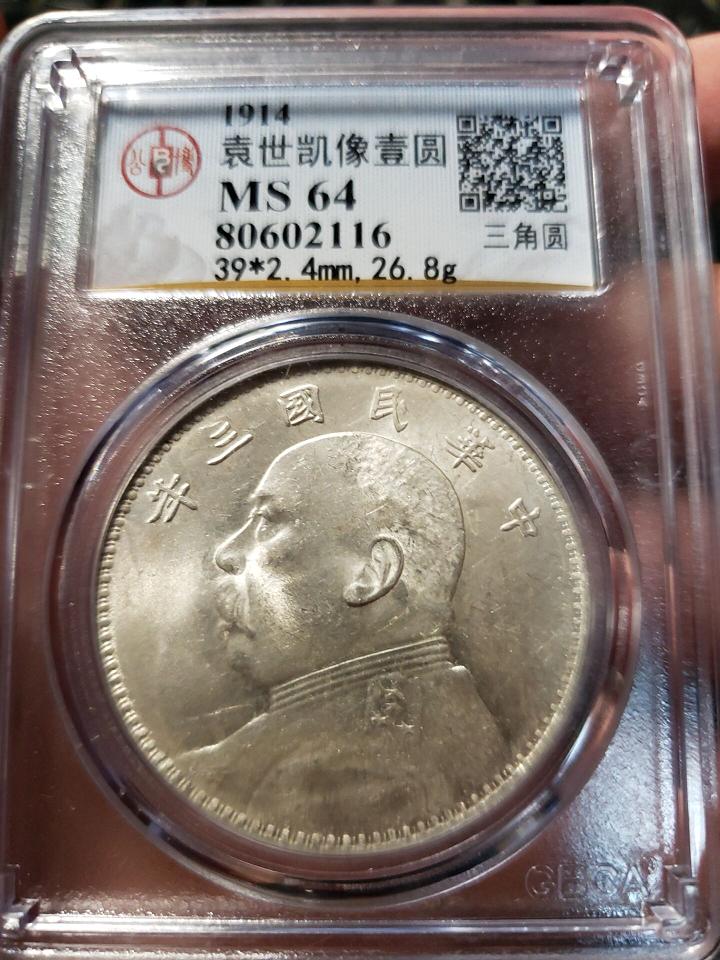 1914
袁世凯像壹圆
MS 64
80602116
三角圆
39*2.4mm,26.8g
中華民國三年
GBCA